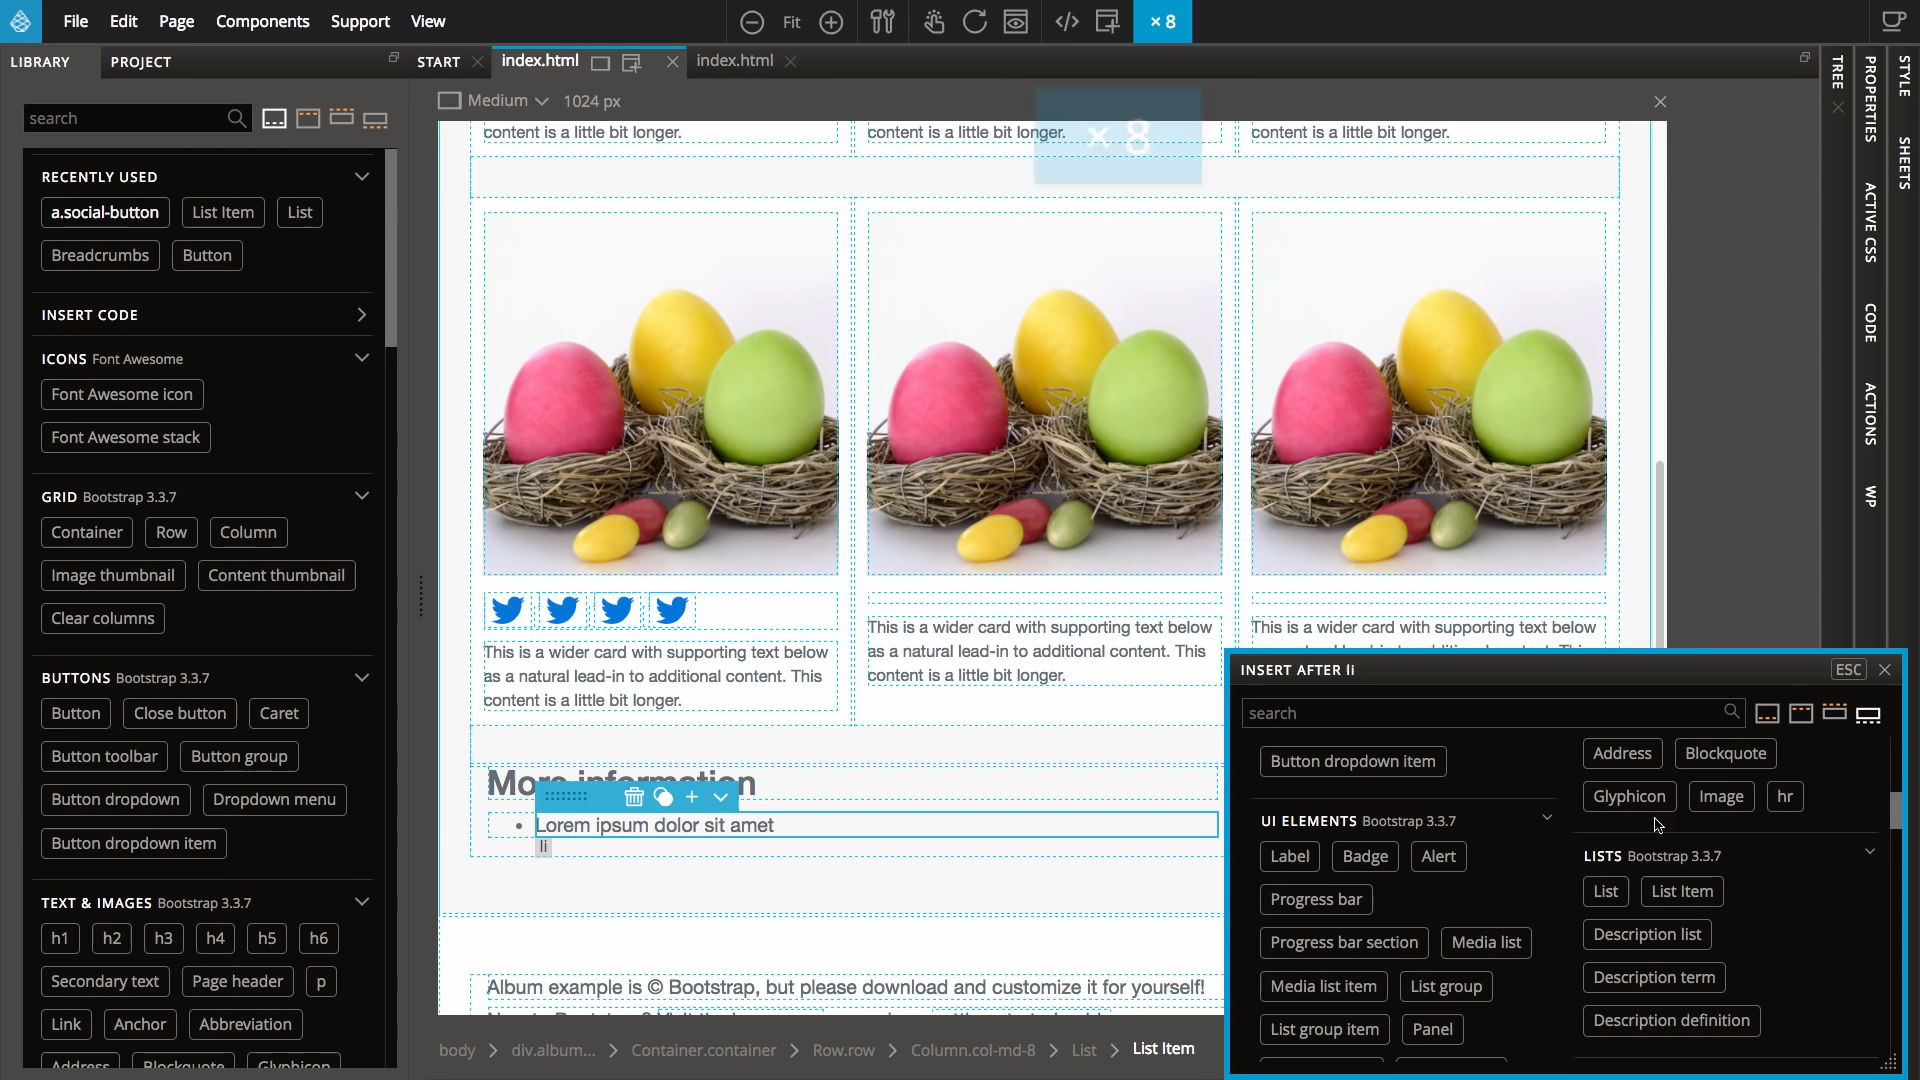 File Edit Page Components Support View
Fit
× 8
LIBRARY PROJECT START index.html index.html
TREE
PROPERTIES
ACTIVE CSS
CODE
ACTIONS
WP
STYLE
SHEETS
Medium 1024 px
× 8
search
RECENTLY USED
a.social-button List Item List
Breadcrumbs Button
INSERT CODE
ICONS Font Awesome
Font Awesome icon
Font Awesome stack
GRID Bootstrap 3.3.7
Container Row Column
Image thumbnail Content thumbnail
Clear columns
BUTTONS Bootstrap 3.3.7
Button Close button Caret
Button toolbar Button group
Button dropdown Dropdown menu
Button dropdown item
TEXT & IMAGES Bootstrap 3.3.7
h1 h2 h3 h4 h5 h6
Secondary text Page header p
Link Anchor Abbreviation
Address Blockquote Glyphicon
content is a little bit longer. content is a little bit longer. content is a little bit longer.
This is a wider card with supporting text below
as a natural lead-in to additional content. This
content is a little bit longer.
This is a wider card with supporting text below
as a natural lead-in to additional content. This
content is a little bit longer.
This is a wider card with supporting text below
More information
Lorem ipsum dolor sit amet
li
Album example is © Bootstrap, but please download and customize it for yourself!
body div.album... Container.container Row.row Column.col-md-8 List List Item
INSERT AFTER li ESC
search
Button dropdown item
UI ELEMENTS Bootstrap 3.3.7
Label Badge Alert
Progress bar
Progress bar section Media list
Media list item List group
List group item Panel
Address Blockquote
Glyphicon Image hr
LISTS Bootstrap 3.3.7
List List Item
Description list
Description term
Description definition